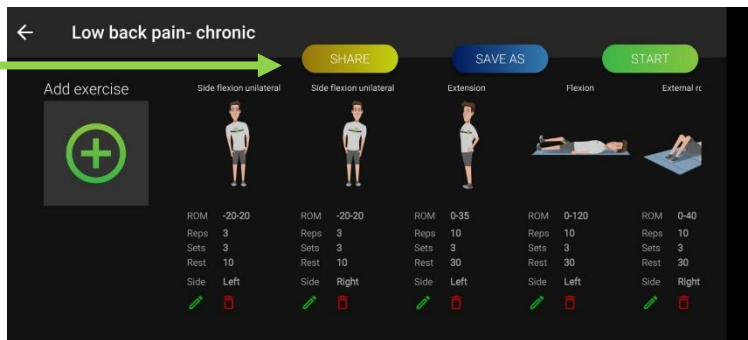 Low back pain- chronic
SHARE SAVE AS START
Add exercise Side flexion unilateral Side flexion unilateral Extension Flexion External rc
ROM -20-20 ROM -20-20 ROM 0-35 ROM 0-120 ROM 0-40
Reps 3 Reps 3 Reps 10 Reps 10 Reps 10
Sets 3 Sets 3 Sets 3 Sets 3 Sets 3
Rest 10 Rest 10 Rest 30 Rest 30 Rest 30
Side Left Side Right Side Left Side Left Side Right